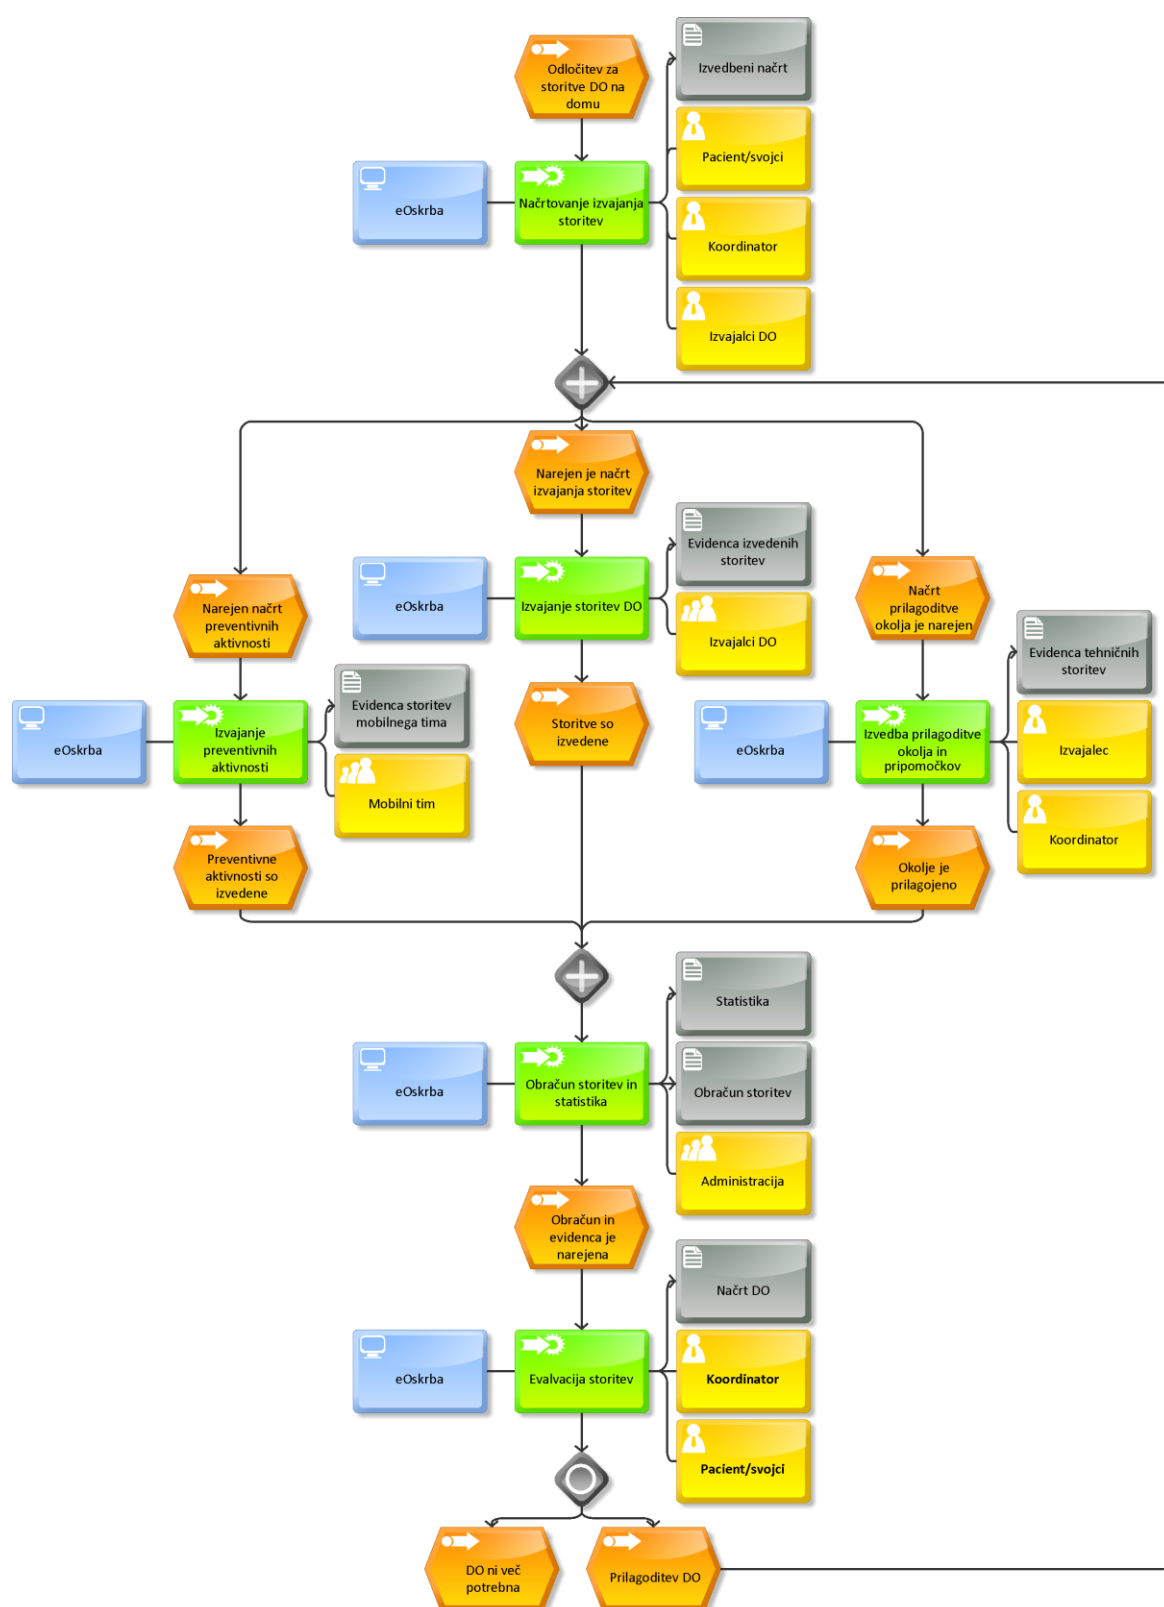 Odločitev za
storitve DO na
domu
Izvedbeni načrt
Pacient/svojci
eOskrba
Načrtovanje izvajanja
storitev
Koordinator
Izvajalci DO
Narejen je načrt
izvajanja storitev
Evidenca izvedenih
storitev
eOskrba
Izvajanje storitev DO
Izvajalci DO
Narejen načrt
preventivnih
aktivnosti
Načrt
prilagoditve
okolja je narejen
Evidenca tehničnih
storitev
Evidenca storitev
mobilnega tima
Storitve so
izvedene
eOskrba
Izvajanje
preventivnih
aktivnosti
Mobilni tim
eOskrba
Izvedba prilagoditve
okolja in
pripomočkov
Izvajalec
Koordinator
Preventivne
aktivnosti so
izvedene
Okolje je
prilagojeno
Statistika
eOskrba
Obračun storitev in
statistika
Obračun storitev
Administracija
Obračun in
evidenca je
narejena
Načrt DO
eOskrba
Evalvacija storitev
Koordinator
Pacient/svojci
DO ni več
potrebna
Prilagoditev DO